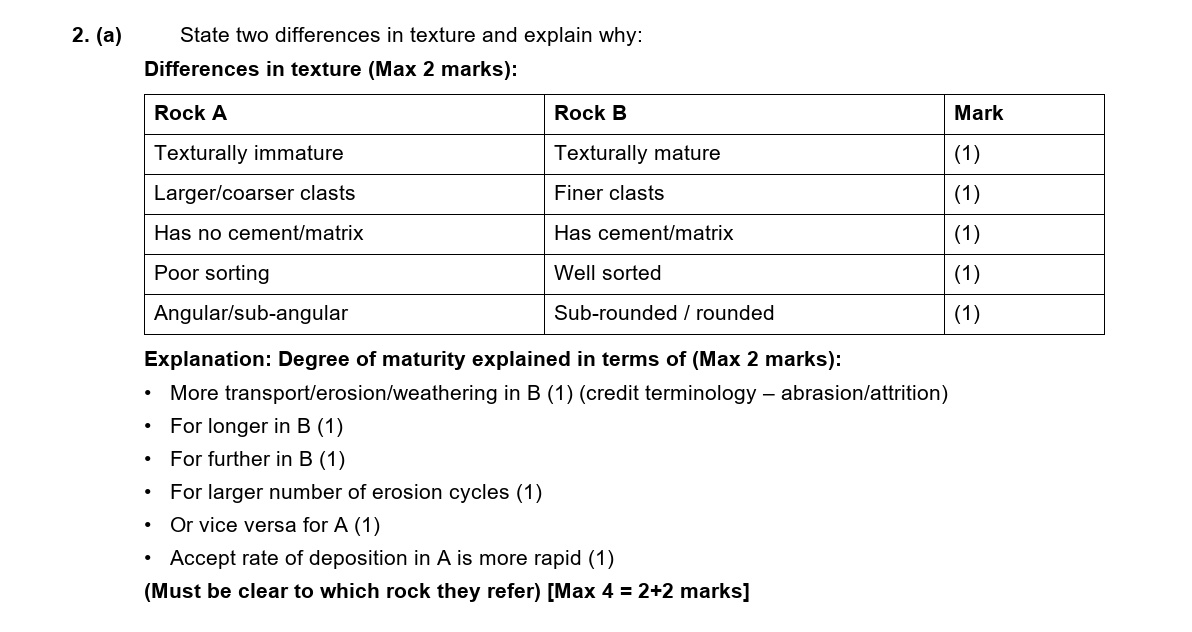 2. (a) State two differences in texture and explain why:
Differences in texture (Max 2 marks):
Rock A Rock B Mark
Texturally immature Texturally mature (1)
Larger/coarser clasts Finer clasts (1)
Has no cement/matrix Has cement/matrix (1)
Poor sorting Well sorted (1)
Angular/sub-angular Sub-rounded / rounded (1)
Explanation: Degree of maturity explained in terms of (Max 2 marks):
• More transport/erosion/weathering in B (1) (credit terminology – abrasion/attrition)
• For longer in B (1)
• For further in B (1)
• For larger number of erosion cycles (1)
• Or vice versa for A (1)
• Accept rate of deposition in A is more rapid (1)
(Must be clear to which rock they refer) [Max 4 = 2+2 marks]